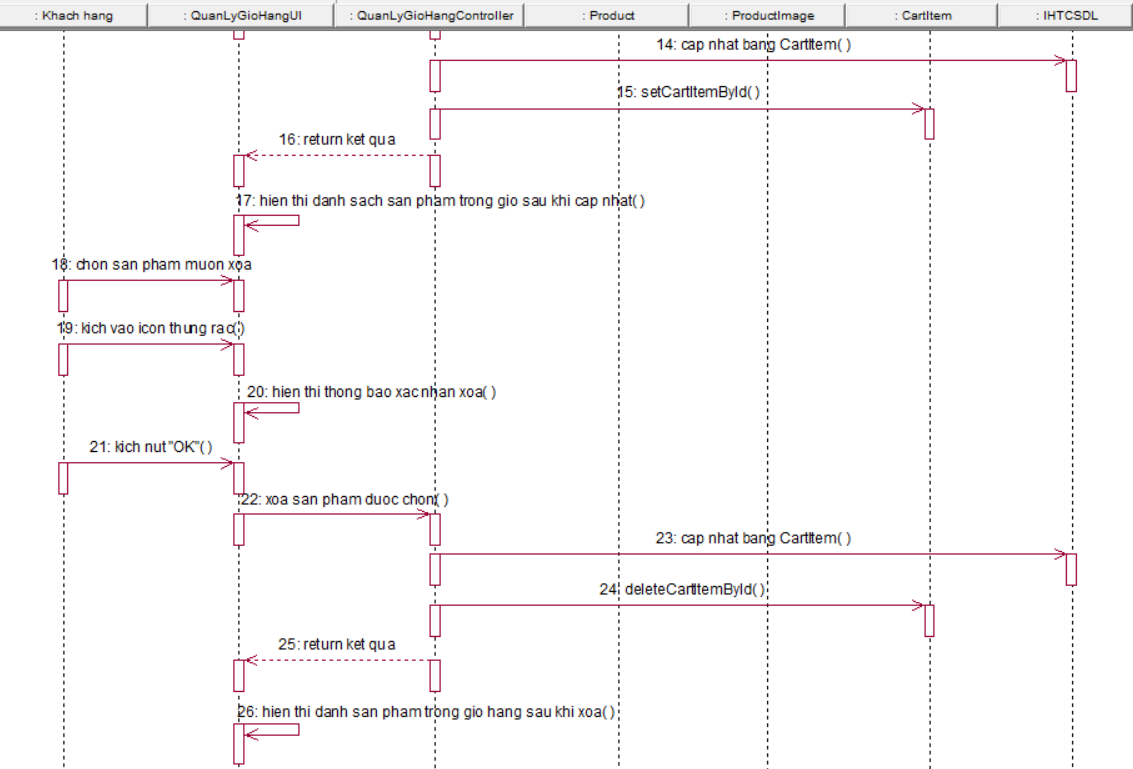 : Khach hang
: QuanLyGioHangUI
: QuanLyGioHangController
: Product
: ProductImage
: CartItem
: IHTCSDL
14: cap nhat bang CartItem( )
15: setCartItemById( )
16: return ket qua
17: hien thi danh sach san pham trong gio sau khi cap nhat( )
18: chon san pham muon xoa
19: kich vao icon thung rac( )
20: hien thi thong bao xac nhan xoa( )
21: kich nut "OK"( )
22: xoa san pham duoc chon( )
23: cap nhat bang CartItem( )
24: deleteCartItemById( )
25: return ket qua
26: hien thi danh san pham trong gio hang sau khi xoa( )